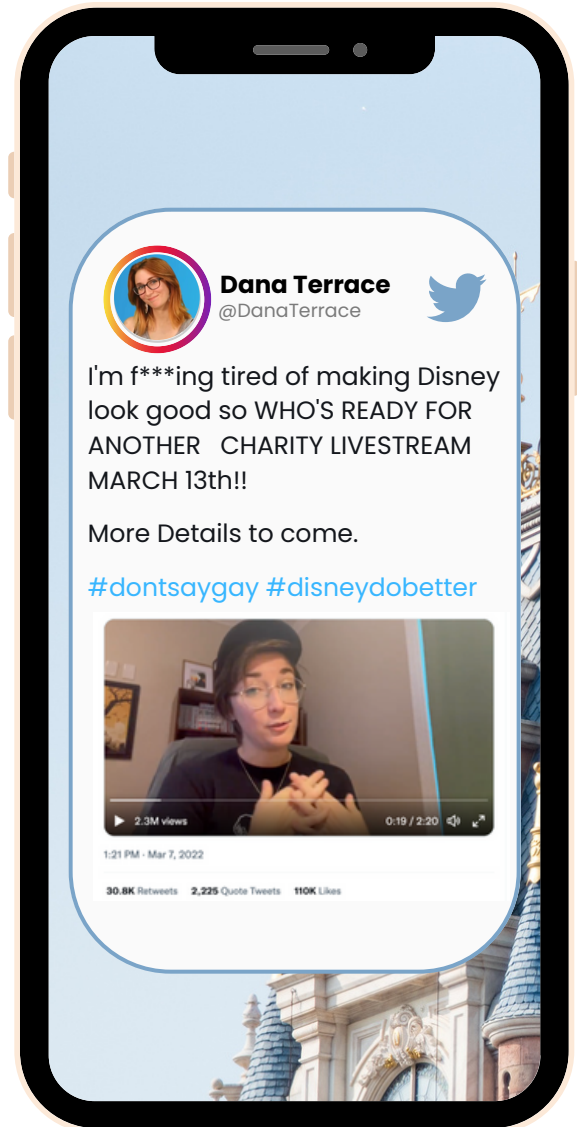 Dana Terrace
@DanaTerrace
I'm f***ing tired of making Disney
look good so WHO'S READY FOR
ANOTHER CHARITY LIVESTREAM
MARCH 13th!!
More Details to come.
#dontsaygay #disneydobetter
2.3M views
0:19 / 2:20
1:21 PM · Mar 7, 2022
30.8K Retweets 2,225 Quote Tweets 110K Likes